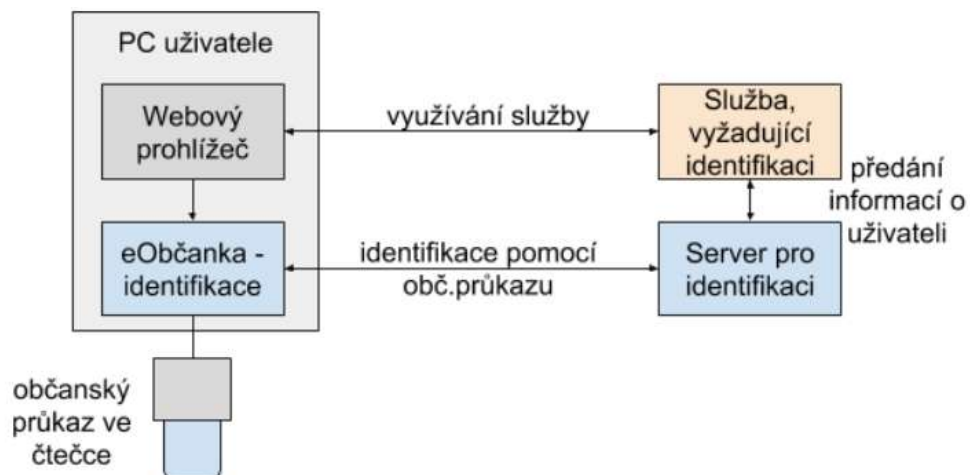 PC uživatele
Webový
prohlížeč
využívání služby
Služba,
vyžadující
identifikaci
předání
informací o
uživateli
eObčanka -
identifikace
identifikace pomocí
obč.průkazu
Server pro
identifikaci
občanský
průkaz ve
čtečce